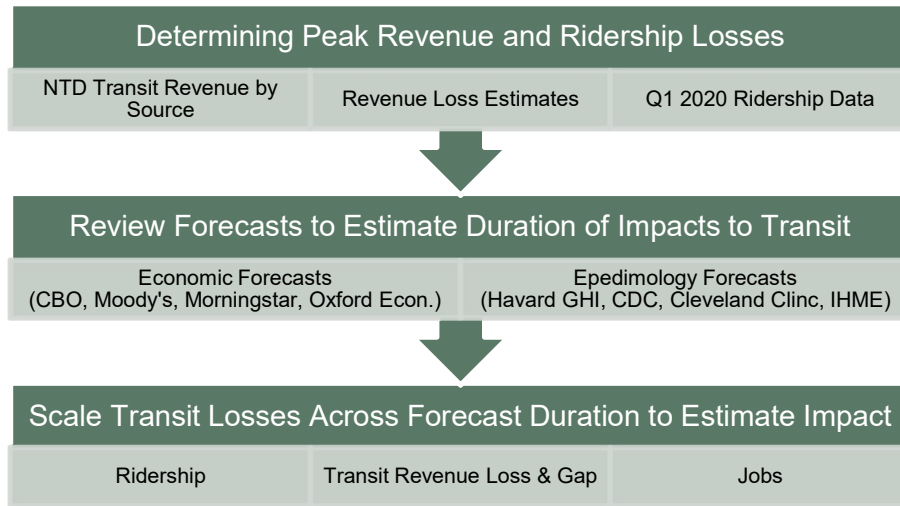 Determining Peak Revenue and Ridership Losses
NTD Transit Revenue by
Source
Revenue Loss Estimates
Q1 2020 Ridership Data
Review Forecasts to Estimate Duration of Impacts to Transit
Economic Forecasts
(CBO, Moody's, Morningstar, Oxford Econ.)
Epedimology Forecasts
(Havard GHI, CDC, Cleveland Clinc, IHME)
Scale Transit Losses Across Forecast Duration to Estimate Impact
Ridership
Transit Revenue Loss & Gap
Jobs